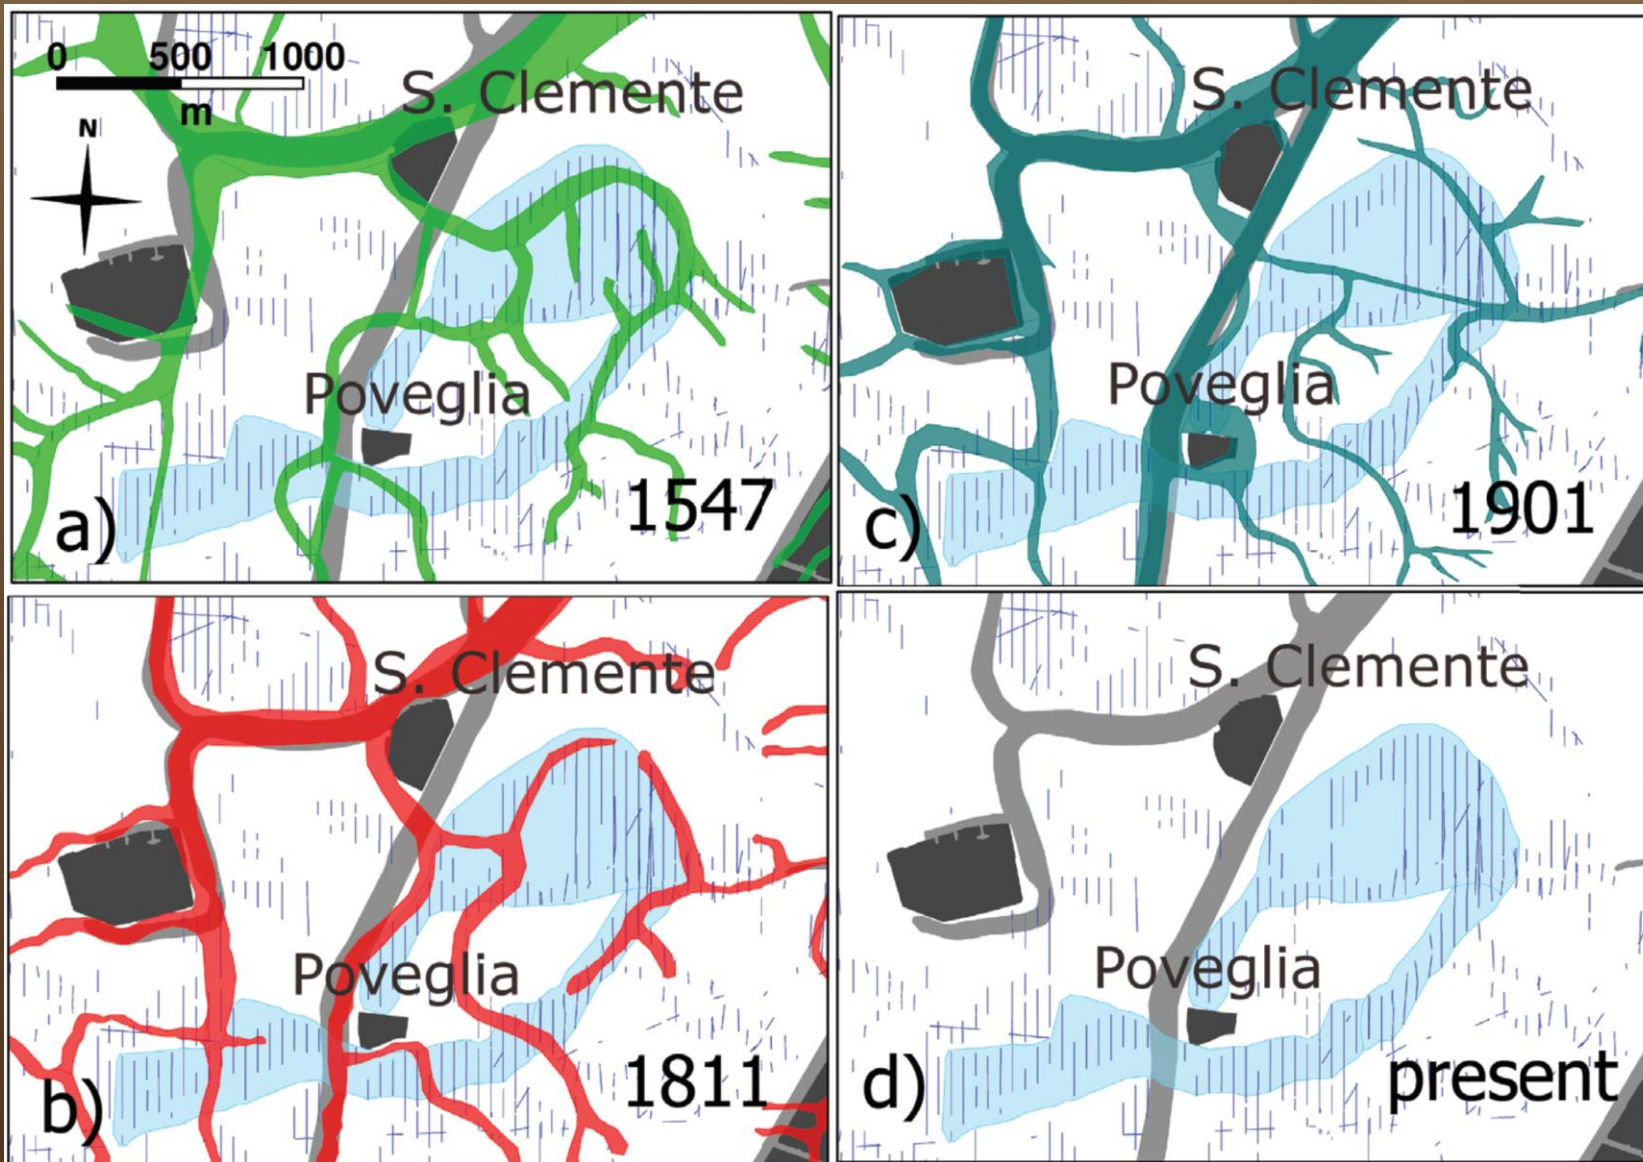 0 500 1000
m
N
S. Clemente
Poveglia
1547
a)
S. Clemente
Poveglia
1901
c)
S. Clemente
Poveglia
1811
b)
S. Clemente
Poveglia
present
d)